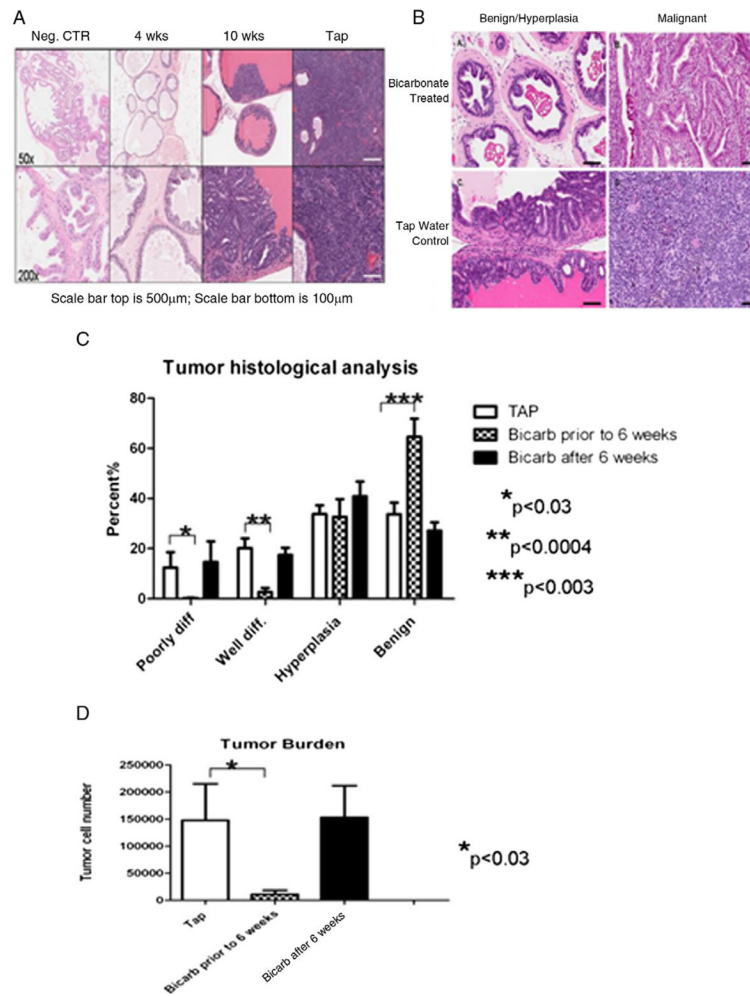 A
Neg. CTR 4 wks 10 wks Tap
50x
200x
Scale bar top is 500μm; Scale bar bottom is 100μm
B
Benign/Hyperplasia Malignant
Bicarbonate
Treated
Tap Water
Control
A.
B.
C.
D.
C
Tumor histological analysis
Percent%
80
60
40
20
0
* ** ***
Poorly diff
Well diff.
Hyperplasia
Benign
TAP
Bicarb prior to 6 weeks
Bicarb after 6 weeks
*p<0.03
**p<0.0004
***p<0.003
D
Tumor Burden
Tumor cell number
250000
200000
150000
100000
50000
0
*
Tap
Bicarb prior to 6 weeks
Bicarb after 6 weeks
*p<0.03